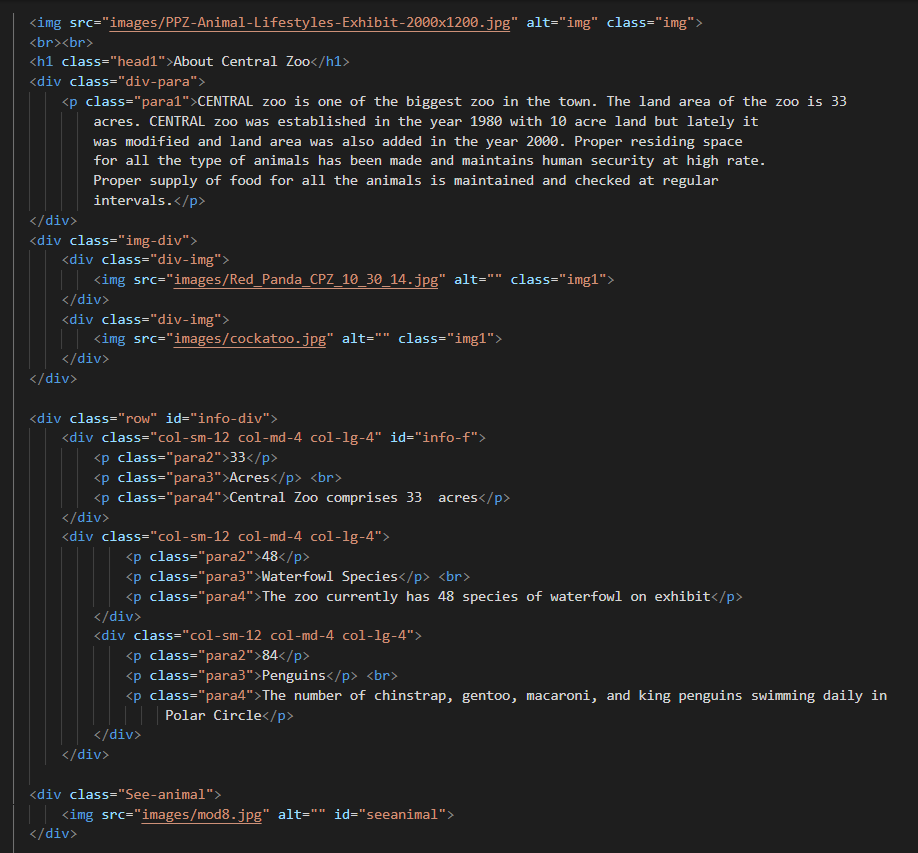 <img src="images/PPZ-Animal-Lifestyles-Exhibit-2000x1200.jpg" alt="img" class="img">
<br><br>
<h1 class="head1">About Central Zoo</h1>
<div class="div-para">
<p class="para1">CENTRAL zoo is one of the biggest zoo in the town. The land area of the zoo is 33
acres. CENTRAL zoo was established in the year 1980 with 10 acre land but lately it
was modified and land area was also added in the year 2000. Proper residing space
for all the type of animals has been made and maintains human security at high rate.
Proper supply of food for all the animals is maintained and checked at regular
intervals.</p>
</div>
<div class="img-div">
<div class="div-img">
<img src="images/Red_Panda_CPZ_10_30_14.jpg" alt="" class="img1">
</div>
<div class="div-img">
<img src="images/cockatoo.jpg" alt="" class="img1">
</div>
</div>
<div class="row" id="info-div">
<div class="col-sm-12 col-md-4 col-lg-4" id="info-f">
<p class="para2">33</p>
<p class="para3">Acres</p> <br>
<p class="para4">Central Zoo comprises 33  acres</p>
</div>
<div class="col-sm-12 col-md-4 col-lg-4">
<p class="para2">48</p>
<p class="para3">Waterfowl Species</p> <br>
<p class="para4">The zoo currently has 48 species of waterfowl on exhibit</p>
</div>
<div class="col-sm-12 col-md-4 col-lg-4">
<p class="para2">84</p>
<p class="para3">Penguins</p> <br>
<p class="para4">The number of chinstrap, gentoo, macaroni, and king penguins swimming daily in
Polar Circle</p>
</div>
</div>
<div class="See-animal">
<img src="images/mod8.jpg" alt="" id="seeanimal">
</div>